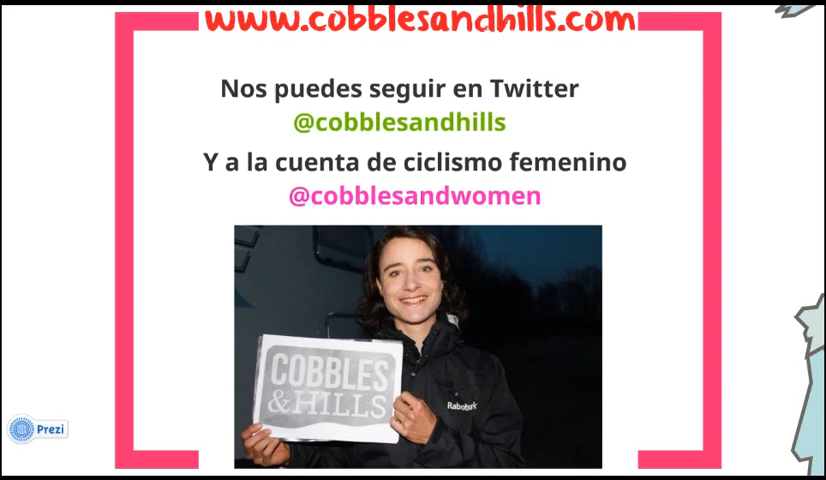 www.cobblesandhills.com
Nos puedes seguir en Twitter
@cobblesandhills
Y a la cuenta de ciclismo femenino
@cobblesandwomen
COBBLES
&HILLS
Rabobank
Prezi